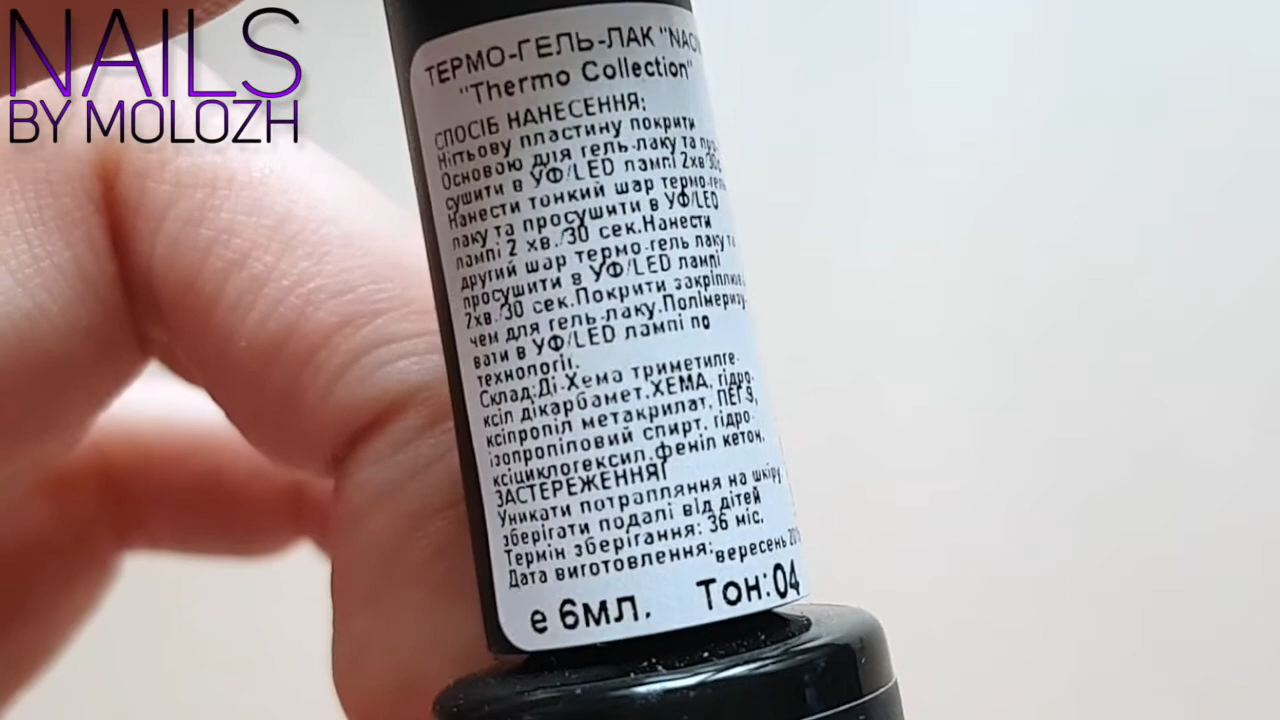 NAILS
BY MOLOZH
ТЕРМО-ГЕЛЬ-ЛАК
"Thermo Collection"
СПОСІБ НАНЕСЕННЯ:
Нігтьову пластину покрити
Основою для гель-лаку та
сушити в УФ/LED лампі 2хв
Нанести тонкий шар термо-гель
лаку та просушити в УФ/LED
лампі 2 хв./30 сек.Нанести
другий шар термо-гель лаку та
просушити в УФ/LED лампі
2хв./30 сек.Покрити
чем для гель-лаку.Полімеризу-
вати в УФ/LED лампі по
технології.
Склад:Ді-Хема триметилге-
ксіл дікарбамет.ХЕМА, гідро-
ксіпропіл метакрилат, ПЕГ9,
ізопропіловий спирт, гідро-
ксіциклогексил.феніл кетон.
ЗАСТЕРЕЖЕННЯ!
Уникати потрапляння на шкіру,
зберігати подалі від дітей
Термін зберігання: 36 міс.
Дата виготовлення: вересень
е 6мл. Тон:04